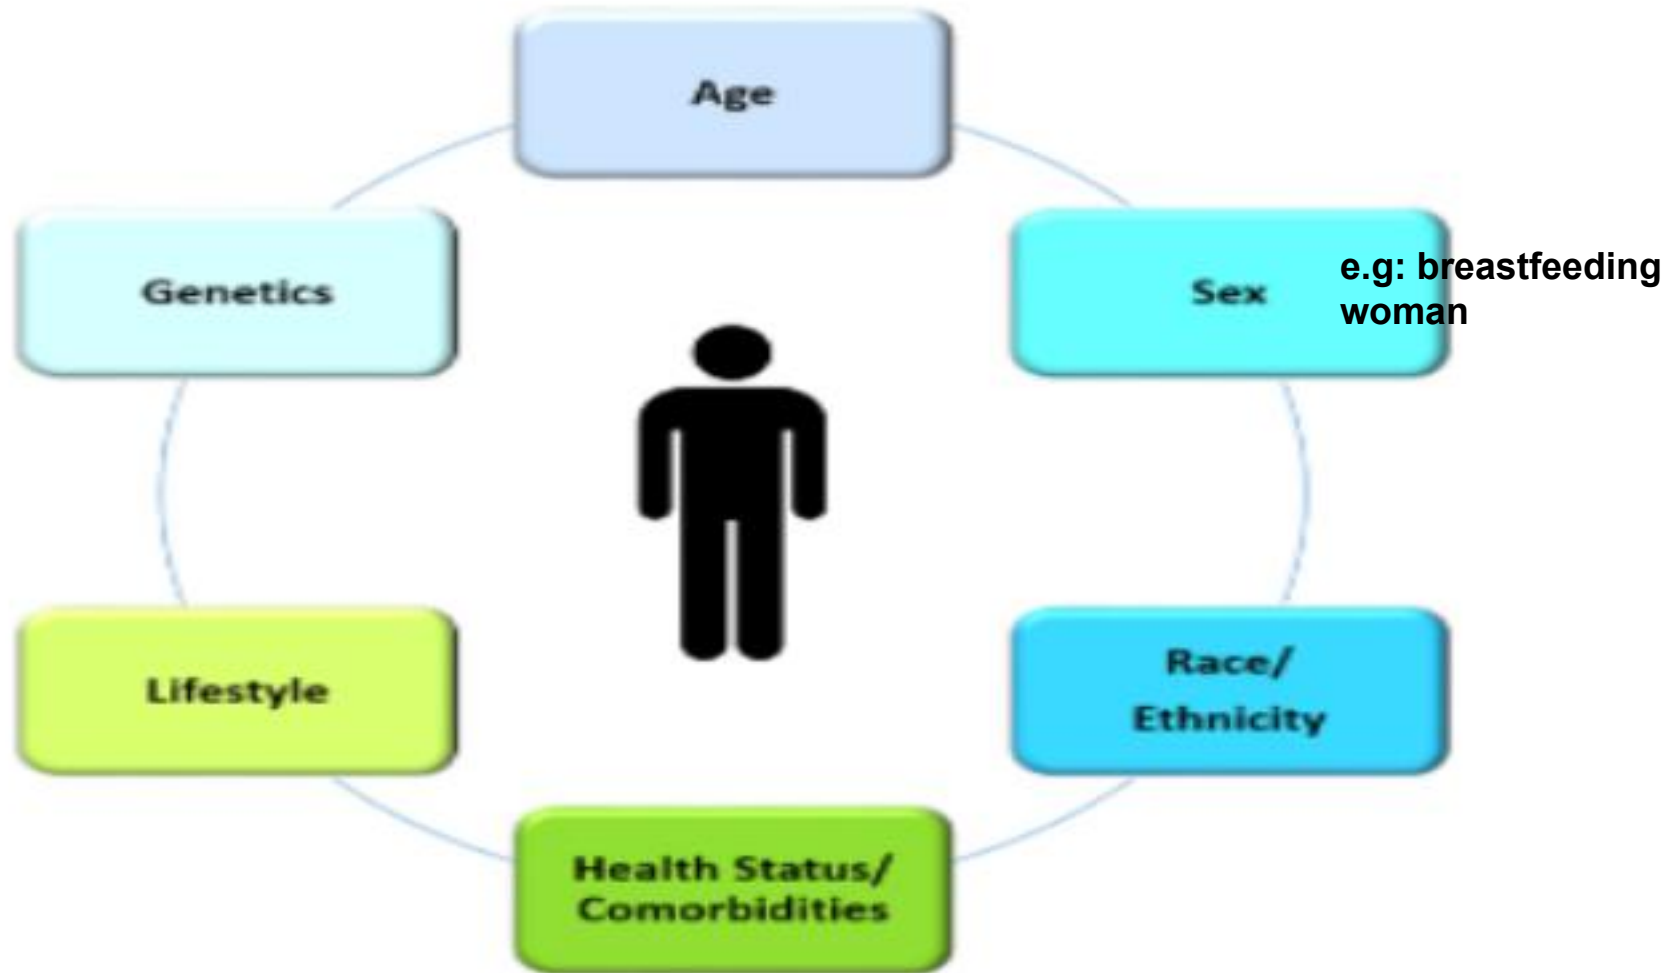 Age
Genetics
Sex
e.g: breastfeeding
woman
Lifestyle
Race/
Ethnicity
Health Status/
Comorbidities